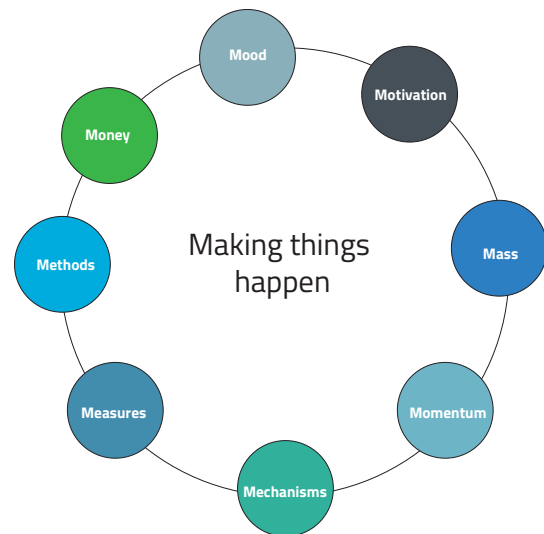 Mood
Motivation
Money
Making things
happen
Mass
Methods
Measures
Momentum
Mechanisms